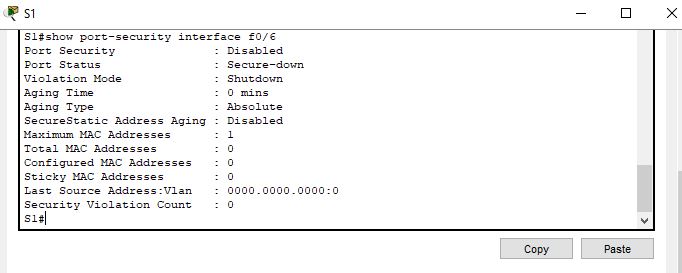 S1
S1#show port-security interface f0/6
Port Security : Disabled
Port Status : Secure-down
Violation Mode : Shutdown
Aging Time : 0 mins
Aging Type : Absolute
SecureStatic Address Aging : Disabled
Maximum MAC Addresses : 1
Total MAC Addresses : 0
Configured MAC Addresses : 0
Sticky MAC Addresses : 0
Last Source Address:Vlan : 0000.0000.0000:0
Security Violation Count : 0
S1#
Copy Paste